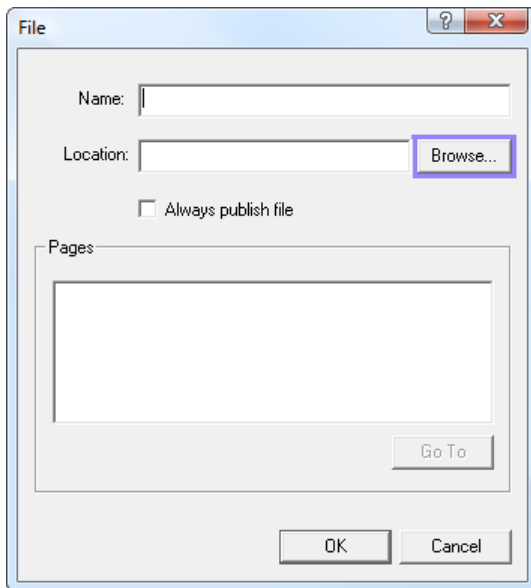 File
Name:
Location:
Browse...
Always publish file
Pages
Go To
OK
Cancel